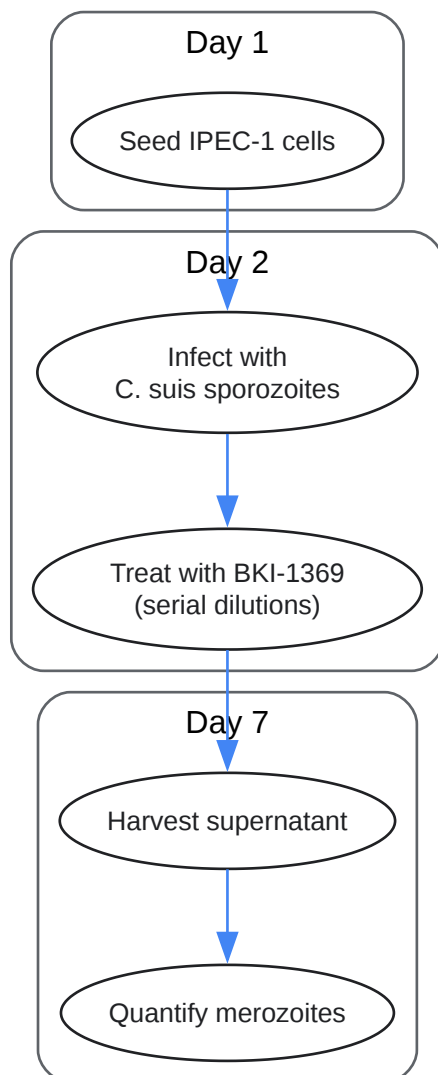 Day 1
Seed IPEC-1 cells
Day 2
Infect with
C. suis sporozoites
Treat with BKI-1369
(serial dilutions)
Day 7
Harvest supernatant
Quantify merozoites